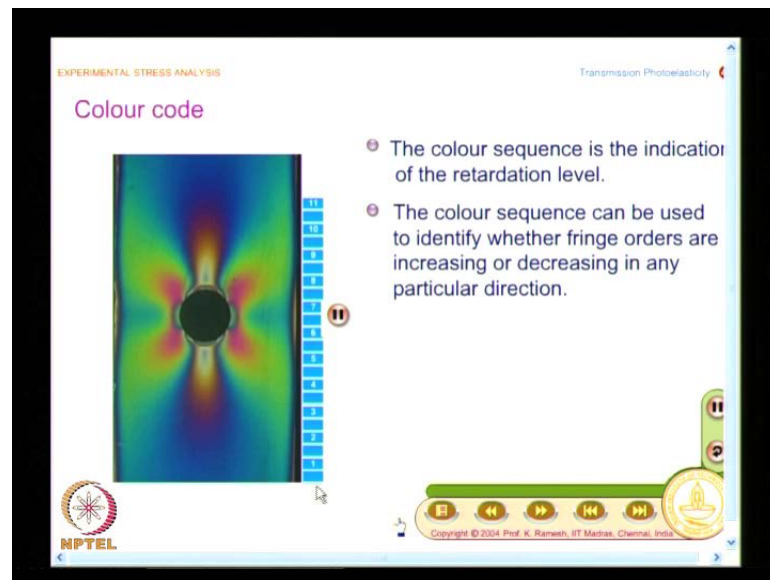 EXPERIMENTAL STRESS ANALYSIS
Transmission Photoelasticity
Colour code
The colour sequence is the indication
of the retardation level.
The colour sequence can be used
to identify whether fringe orders are
increasing or decreasing in any
particular direction.
11
10
9
8
7
6
5
4
3
2
1
NPTEL
Copyright © 2004 Prof. K. Ramesh, IIT Madras, Chennai, India